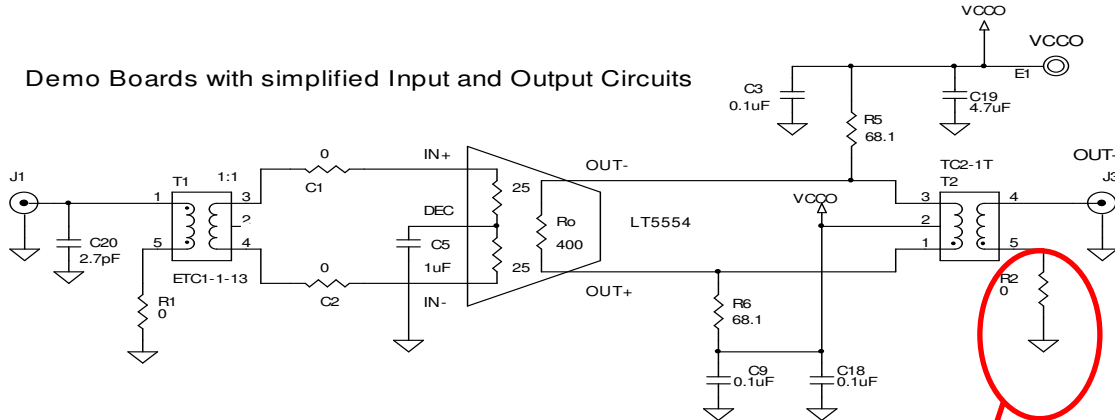 VCCO
VCCO
Demo Boards with simplified Input and Output Circuits
E1
C3
0.1uF
C19
4.7uF
R5
68.1
0
IN+
OUT-
TC2-1T
OUT
J1
T1
1:1
C1
25
VCCO
T2
J3
1
3
DEC
Ro
LT5554
3
4
2
2
C20
2.7pF
5
4
C5
1uF
400
1
5
ETC1-1-13
0
25
R1
0
C2
IN-
OUT+
R6
68.1
R2
0
C9
0.1uF
C18
0.1uF